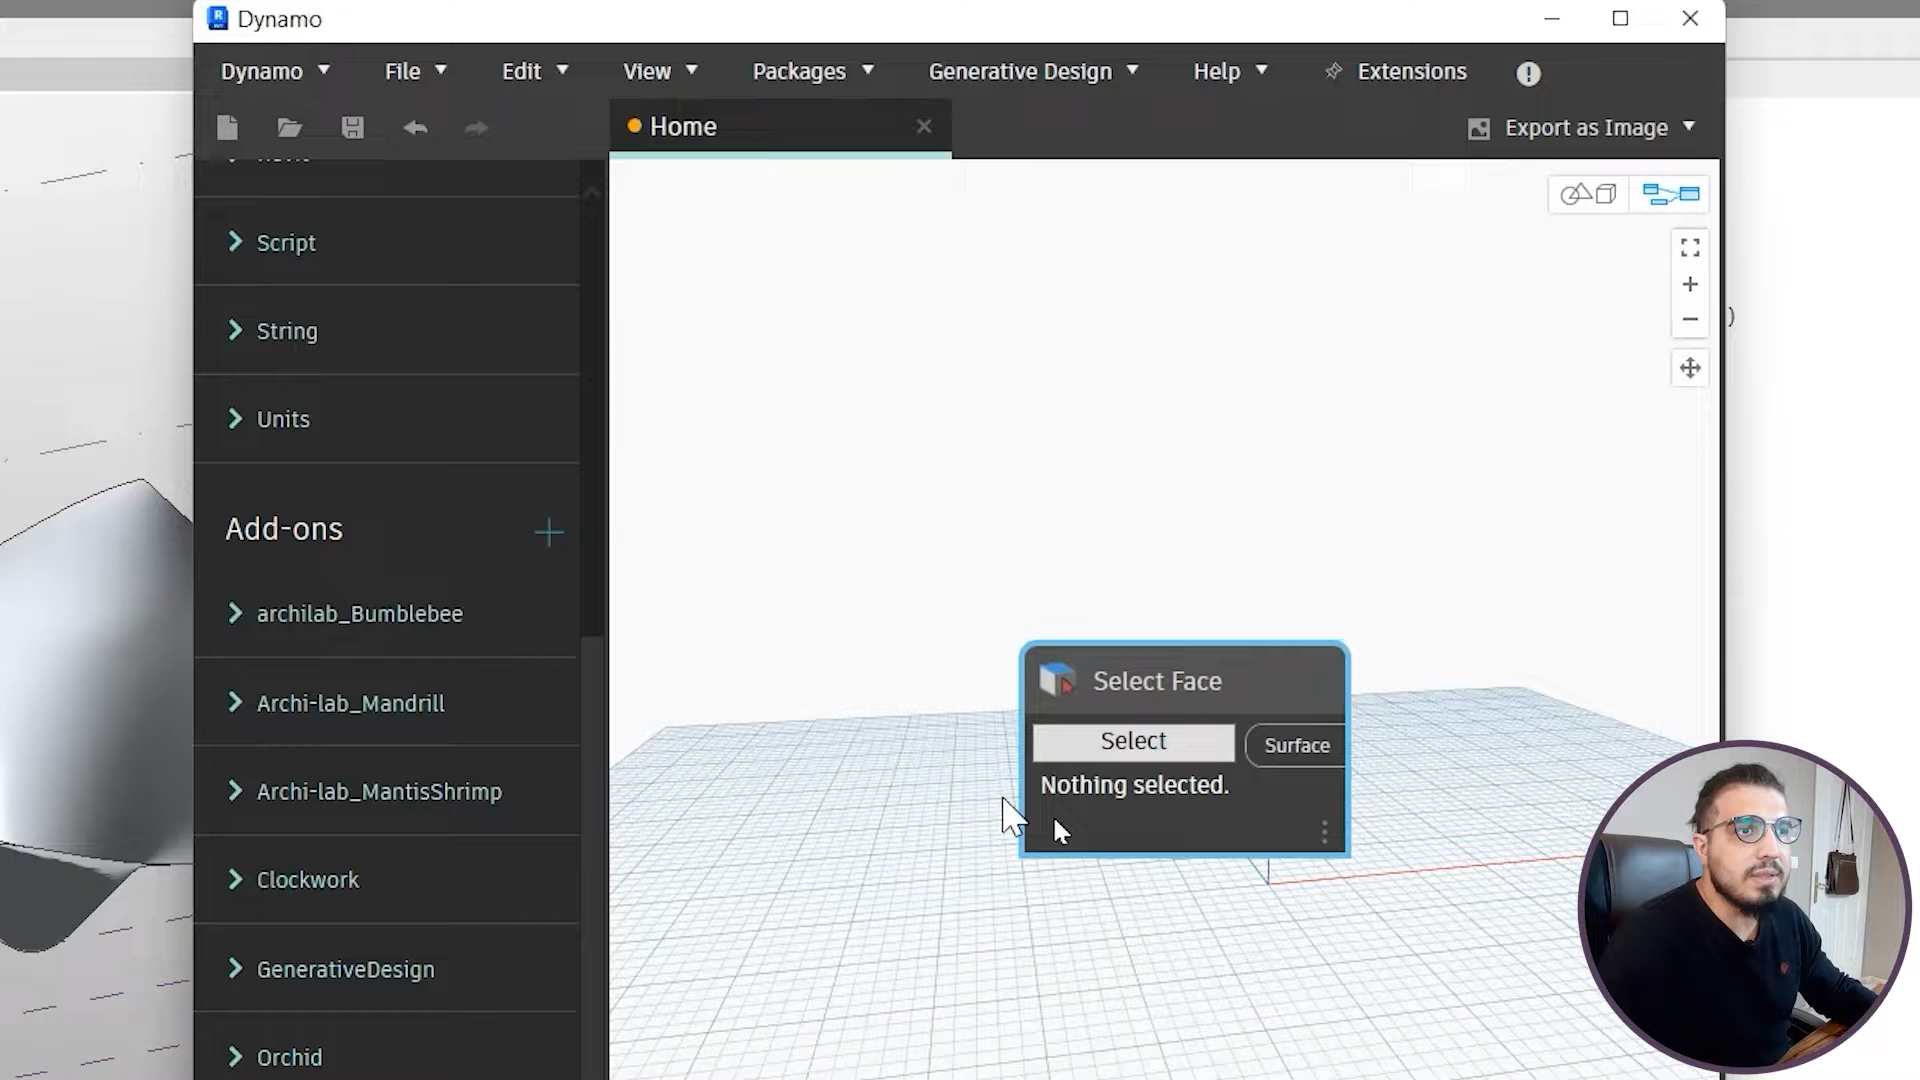 Dynamo
Dynamo File Edit View Packages Generative Design Help Extensions
Home Export as Image
Script
String
Units
Add-ons
archilab_Bumblebee
Archi-lab_Mandrill
Archi-lab_MantisShrimp
Clockwork
GenerativeDesign
Orchid
Select Face
Select Surface
Nothing selected.